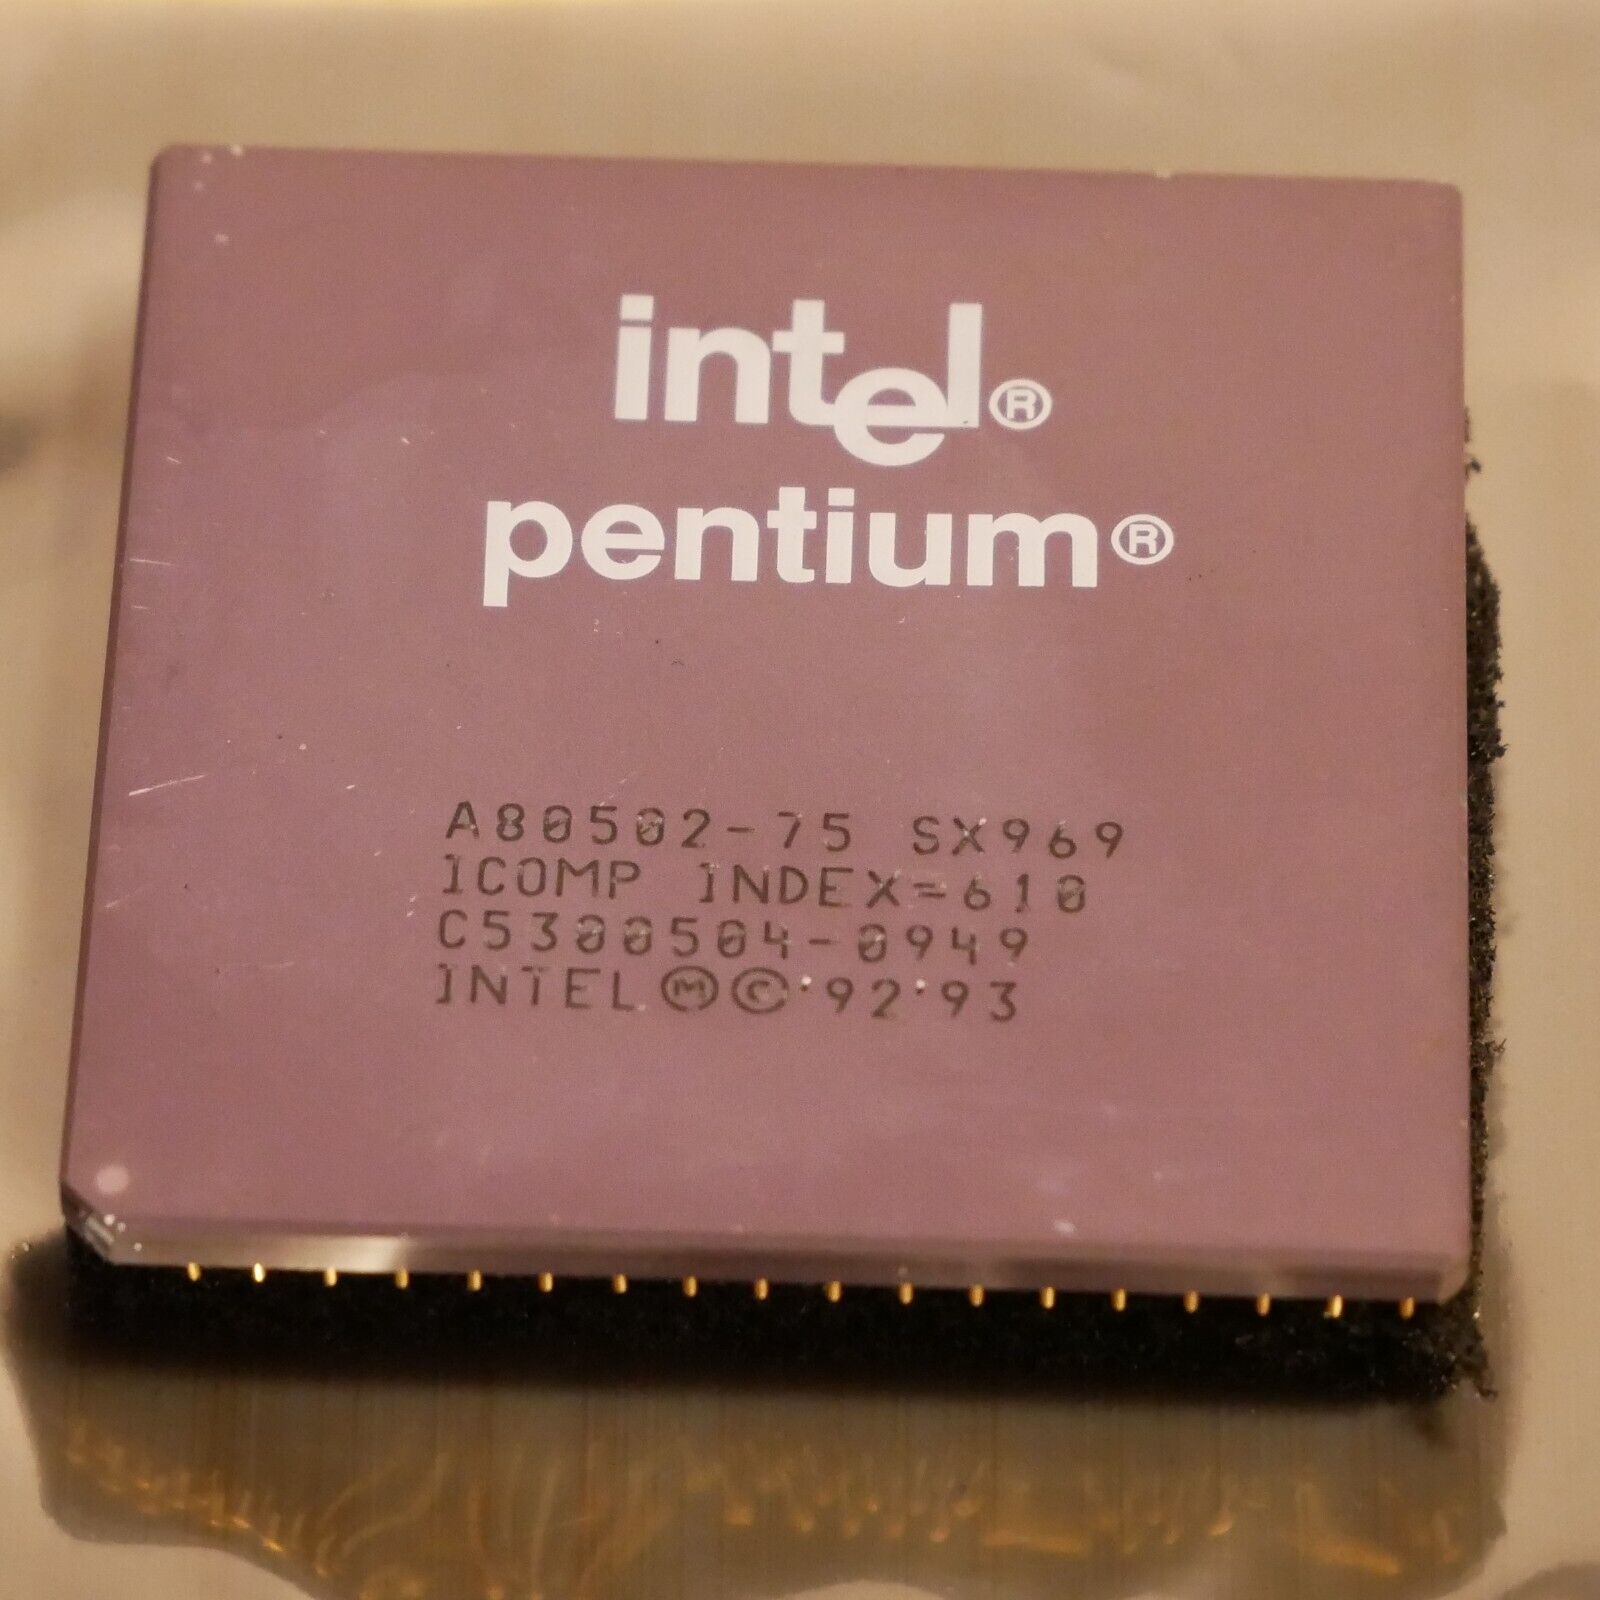 intel®
pentium®
A80502-75 SX969
ICOMP INDEX=610
C5300504-0949
INTEL Ⓜ © '92 '93